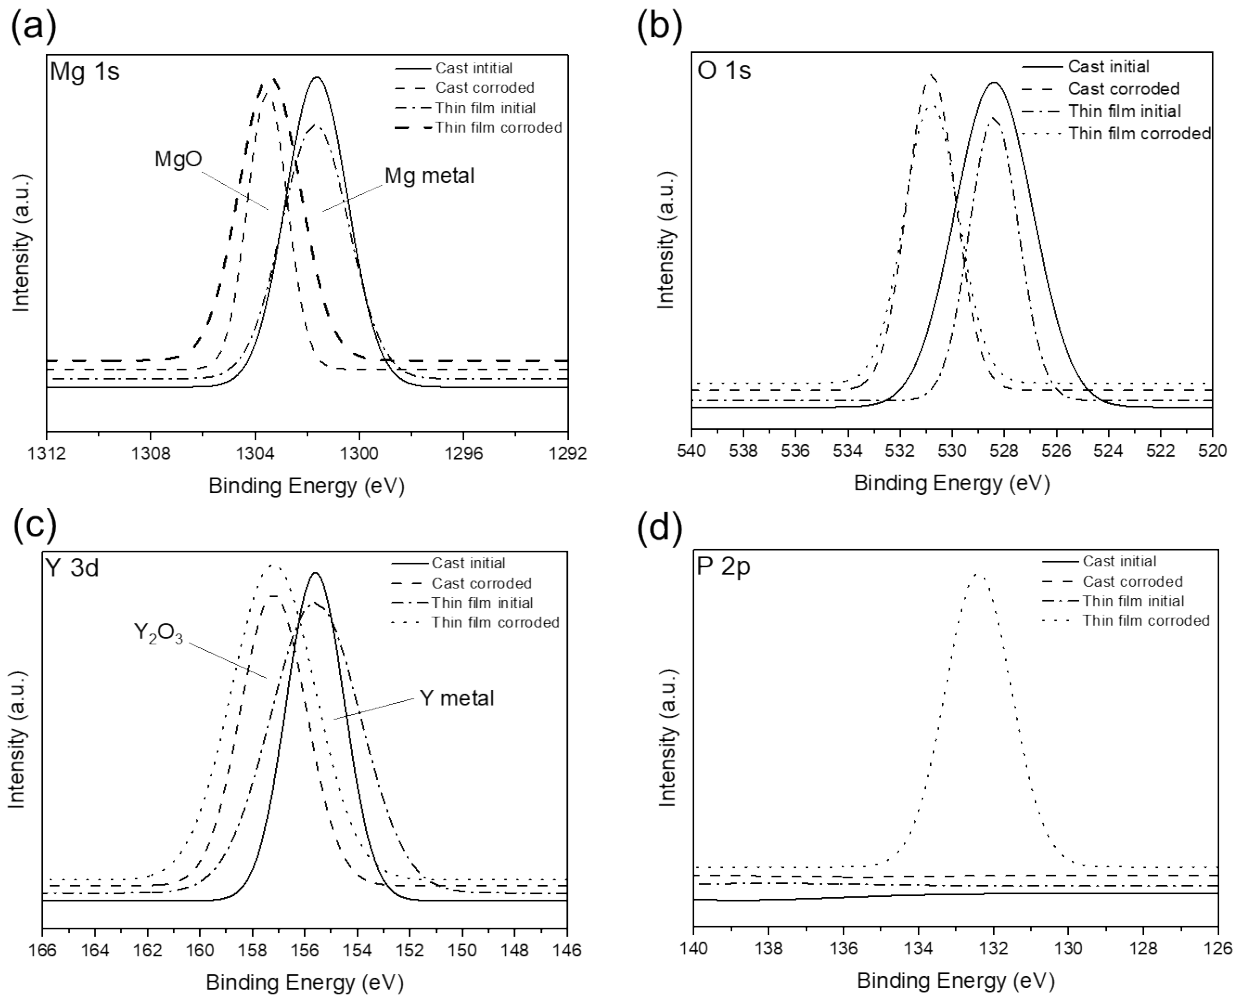 (a)
Mg 1s
Cast intitial
Cast corroded
Thin film initial
Thin film corroded
MgO
Mg metal
Intensity (a.u.)
1312 1308 1304 1300 1296 1292
Binding Energy (eV)
(b)
O 1s
Cast initial
Cast corroded
Thin film initial
Thin film corroded
Intensity (a.u.)
540 538 536 534 532 530 528 526 524 522 520
Binding Energy (eV)
(c)
Y 3d
Cast initial
Cast corroded
Thin film initial
Thin film corroded
Y₂O₃
Y metal
Intensity (a.u.)
166 164 162 160 158 157 155 153 152 150 148 146
Binding Energy (eV)
(d)
P 2p
Cast initial
Cast corroded
Thin film initial
Thin film corroded
Intensity (a.u.)
140 138 136 134 132 130 128 126
Binding Energy (eV)